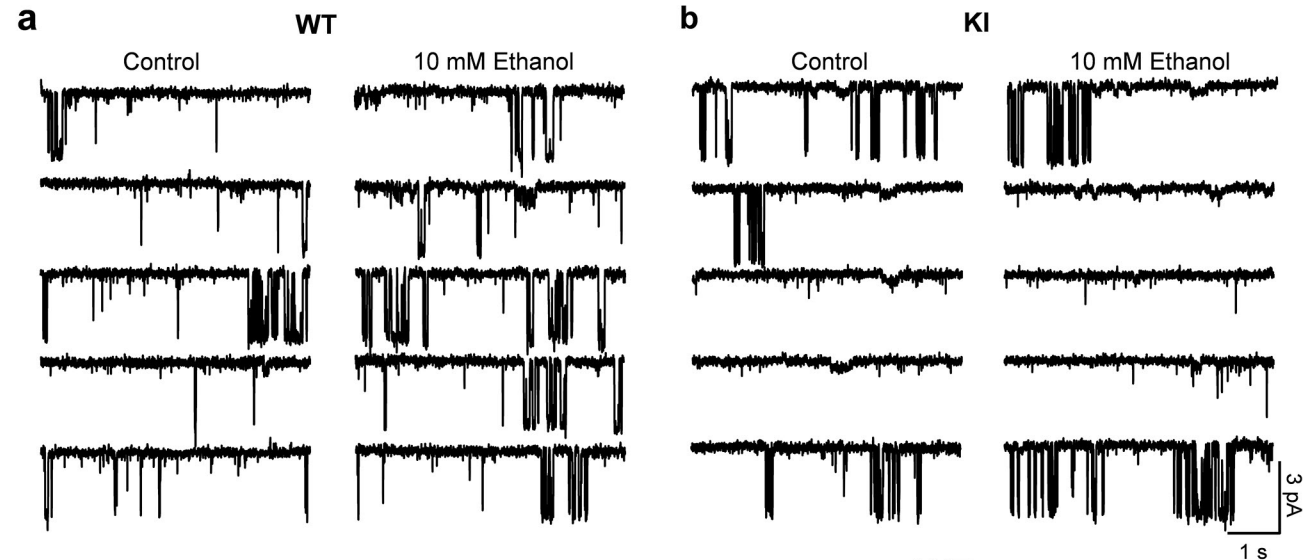 a
WT
Control
10 mM Ethanol
b
KI
Control
10 mM Ethanol
3 pA
1 s